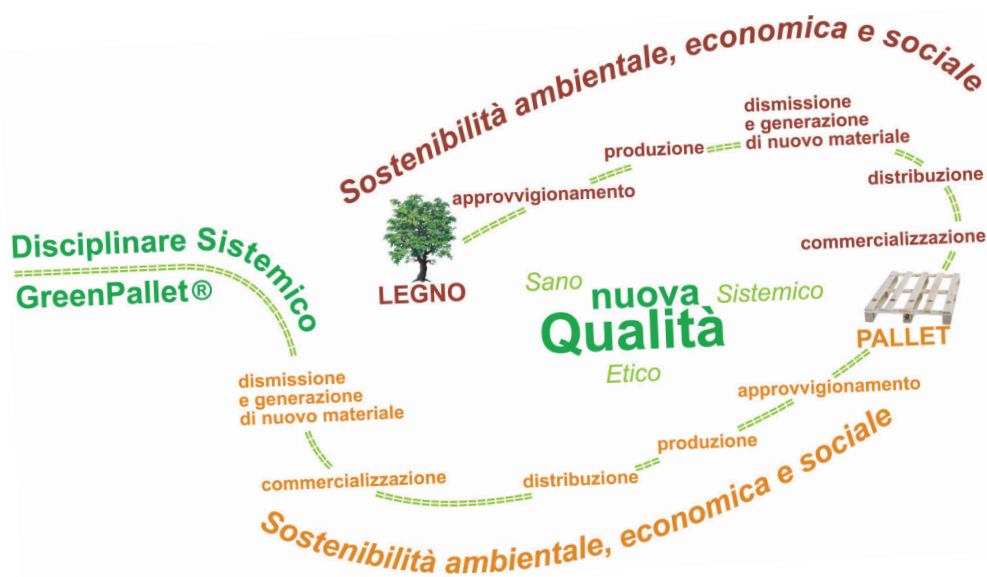 Sostenibilità ambientale, economica e sociale
dismissione
e generazione
di nuovo materiale
produzione
distribuzione
approvvigionamento
commercializzazione
LEGNO
Disciplinare Sistemico
GreenPallet®
Sano
nuova
Sistemico
Qualità
Etico
PALLET
dismissione
e generazione
di nuovo materiale
approvvigionamento
produzione
distribuzione
commercializzazione
Sostenibilità ambientale, economica e sociale